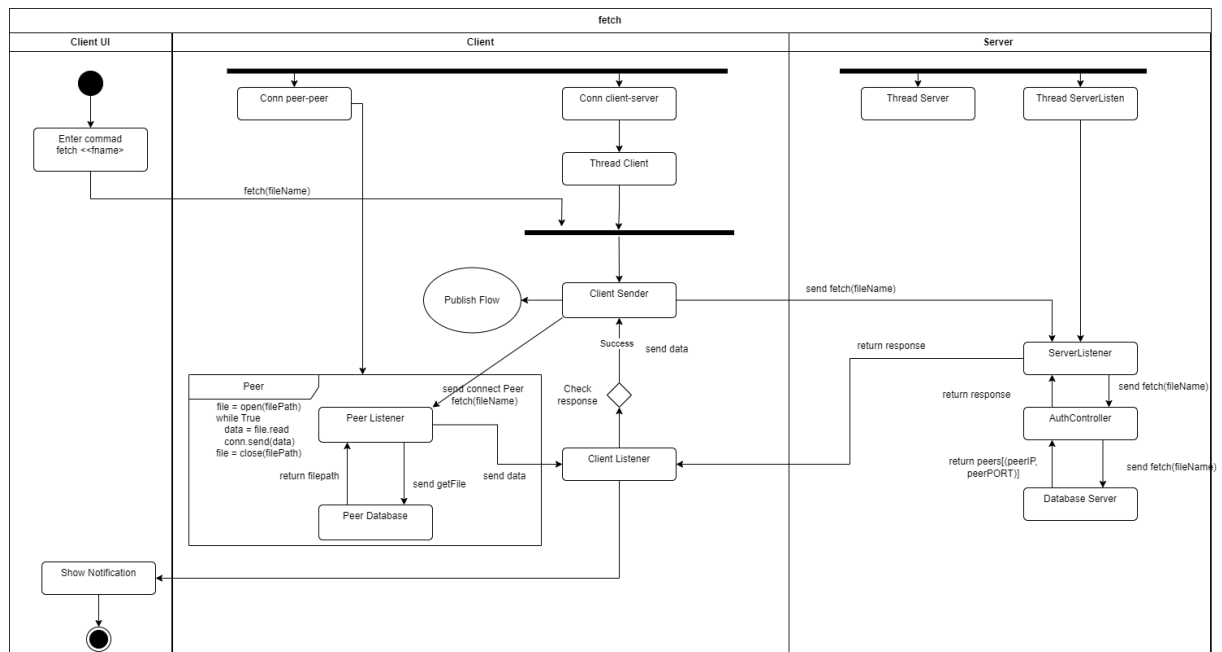 fetch
Client UI
Client
Server
Conn peer-peer
Conn client-server
Thread Server
Thread ServerListen
Enter commad
fetch <<fname>
Thread Client
fetch(fileName)
Publish Flow
Client Sender
send fetch(fileName)
Success
send data
return response
ServerListener
Peer
send connect Peer
fetch(fileName)
Check
response
return response
send fetch(fileName)
file = open(filePath)
while True
data = file.read
conn.send(data)
file = close(filePath)
Peer Listener
AuthController
Client Listener
return filepath
send getFile
send data
return peers[(peerIP,
peerPORT)]
send fetch(fileName)
Peer Database
Database Server
Show Notification